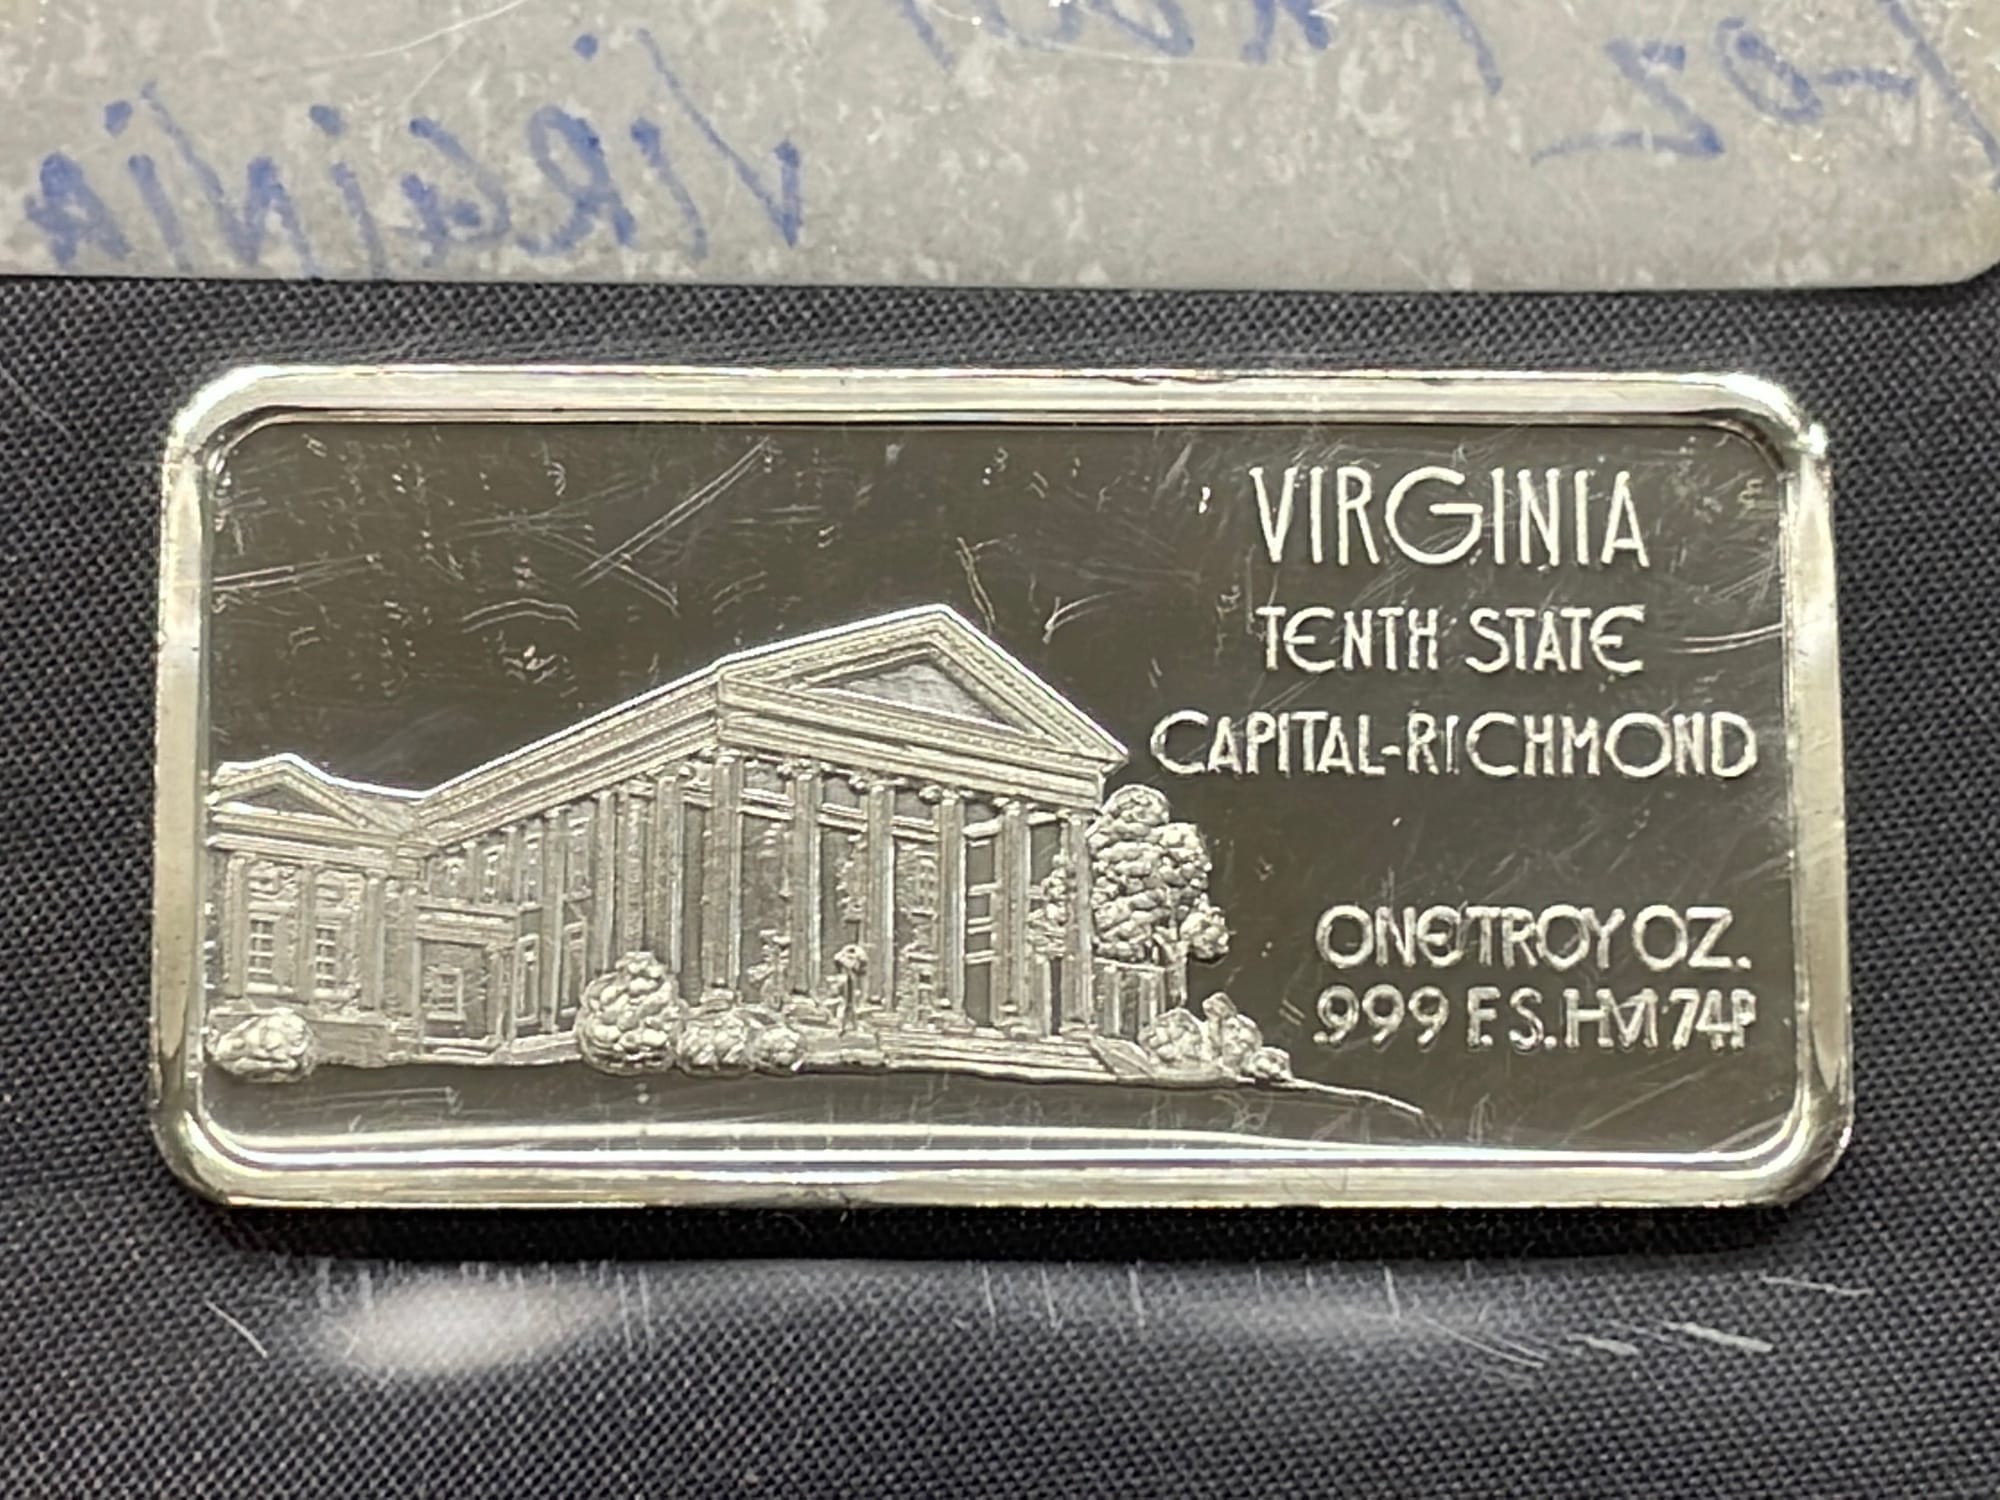 VIRGINIA
TENTH STATE
CAPITAL-RICHMOND
ONE TROY OZ.
.999 F.S. HM 74P
VIRGINIA